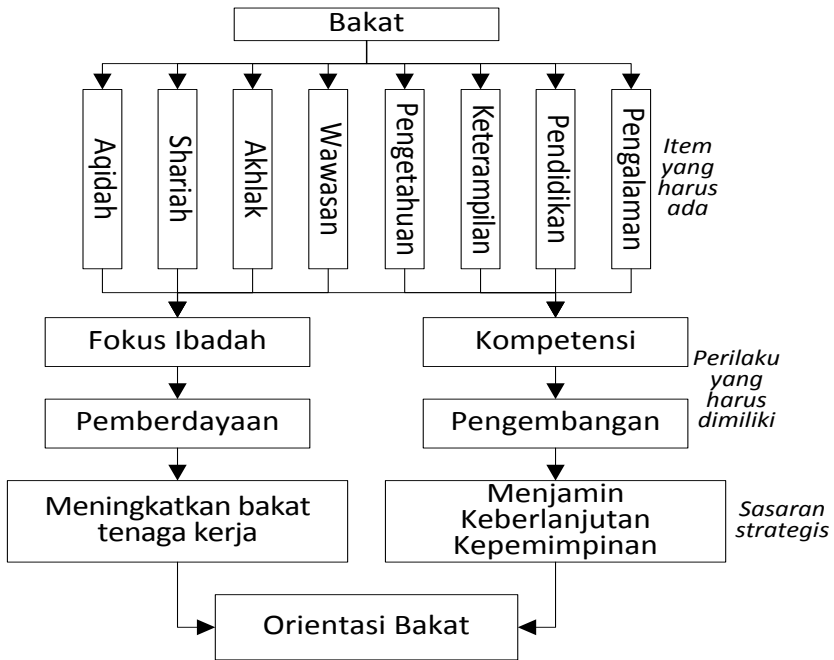 Bakat
Aqidah
Shariah
Akhlak
Wawasan
Pengetahuan
Keterampilan
Pendidikan
Pengalaman
Item
yang
harus
ada
Fokus Ibadah
Kompetensi
Perilaku
yang
harus
dimiliki
Pemberdayaan
Pengembangan
Meningkatkan bakat
tenaga kerja
Menjamin
Keberlanjutan
Kepemimpinan
Sasaran
strategis
Orientasi Bakat